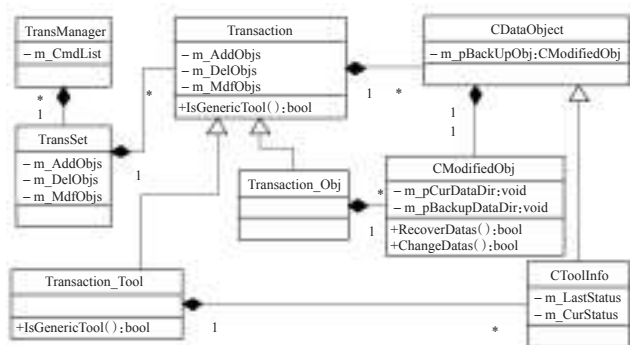 TransManager
− m_CmdList
*
1
TransSet
− m_AddObjs
− m_DelObjs
− m_MdfObjs
1
*
Transaction
− m_AddObjs
− m_DelObjs
− m_MdfObjs
+IsGenericTool():bool
1
*
CDataObject
− m_pBackUpObj:CModifiedObj
1
1
Transaction_Obj
*
1
CModifiedObj
− m_pCurDataDir:void
− m_pBackupDataDir:void
+RecoverDatas():bool
+ChangeDatas():bool
Transaction_Tool
+IsGenericTool():bool
1
*
CToolInfo
− m_LastStatus
− m_CurStatus